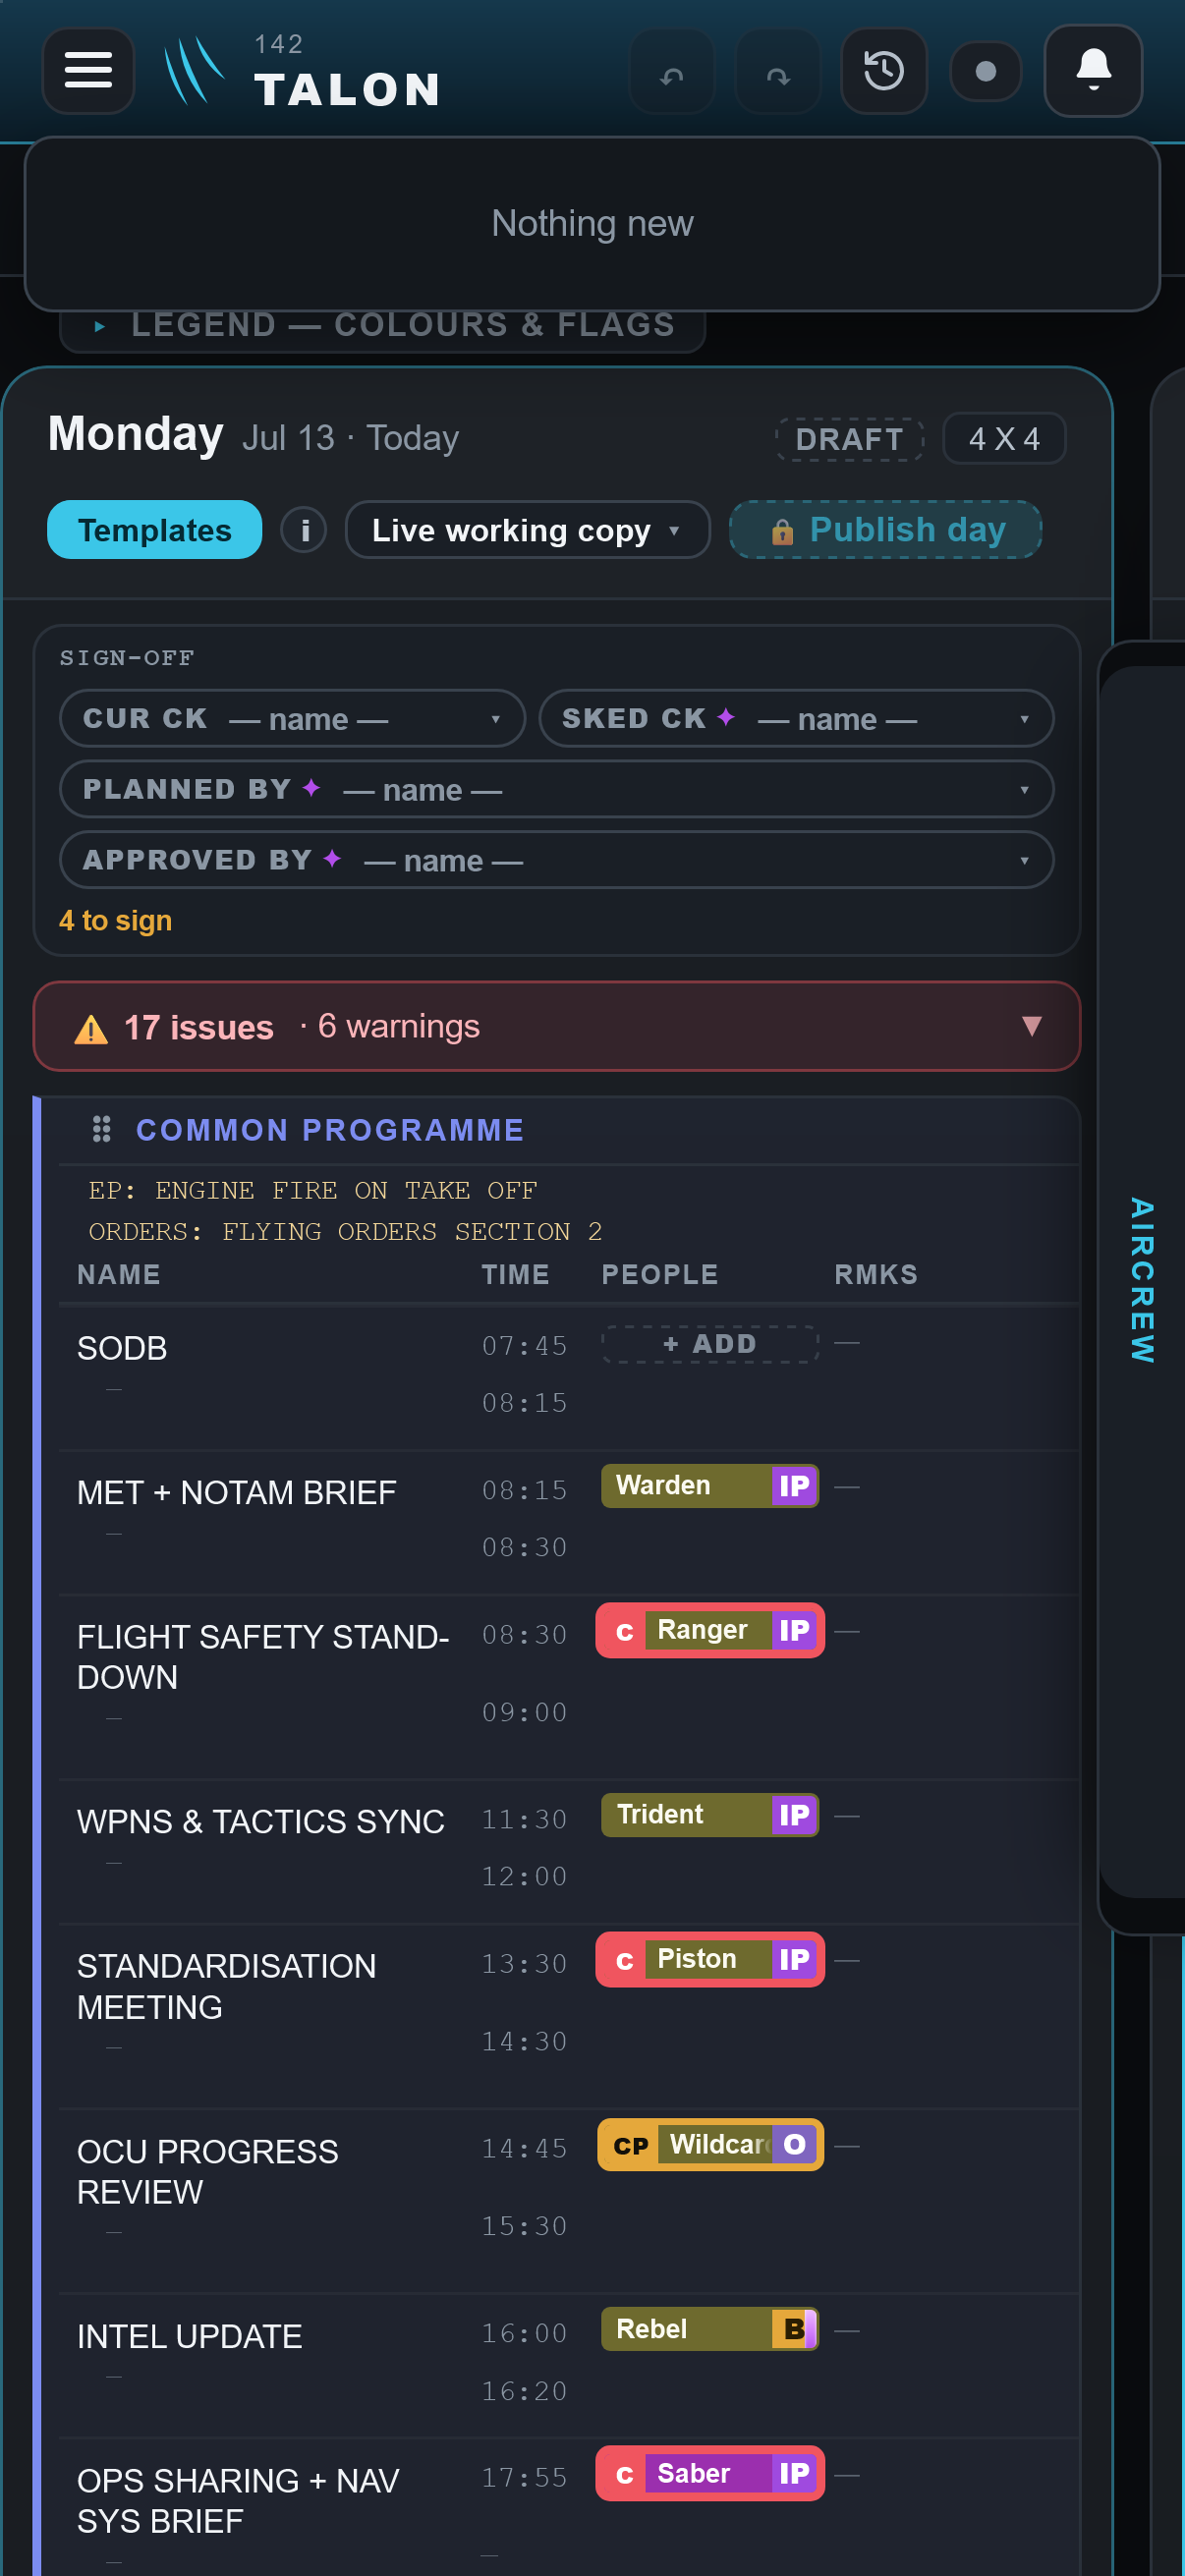 142
TALON
Nothing new
LEGEND — COLOURS & FLAGS
Monday Jul 13 · Today DRAFT 4 X 4
Templates i Live working copy Publish day
SIGN-OFF
CUR CK — name — SKED CK — name —
PLANNED BY — name —
APPROVED BY — name —
4 to sign
17 issues · 6 warnings
COMMON PROGRAMME
EP: ENGINE FIRE ON TAKE OFF
ORDERS: FLYING ORDERS SECTION 2
NAME TIME PEOPLE RMKS
SODB 07:45 + ADD —
— 08:15
MET + NOTAM BRIEF 08:15 Warden IP —
— 08:30
FLIGHT SAFETY STAND- 08:30 C Ranger IP —
DOWN
— 09:00
WPNS & TACTICS SYNC 11:30 Trident IP —
— 12:00
STANDARDISATION 13:30 C Piston IP —
MEETING
— 14:30
OCU PROGRESS 14:45 CP Wildcard O —
REVIEW
— 15:30
INTEL UPDATE 16:00 Rebel B —
— 16:20
OPS SHARING + NAV 17:55 C Saber IP —
SYS BRIEF
— —
AIRCREW